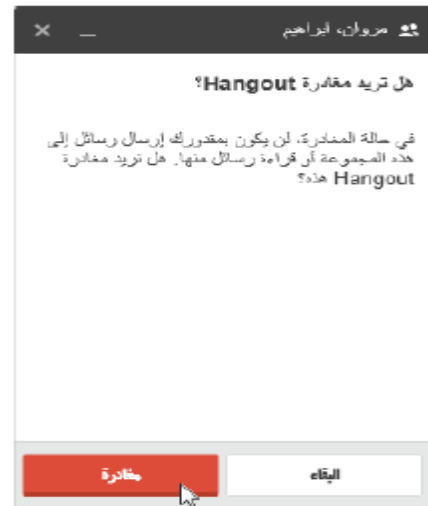 مروان، ابراهيم
هل تريد مغادرة Hangout؟
في حالة المغادرة، لن يكون بمقدورك إرسال رسائل إلى
هذه المجموعة أو قراءة رسائل منها. هل تريد مغادرة
Hangout هذه؟
البقاء
مغادرة